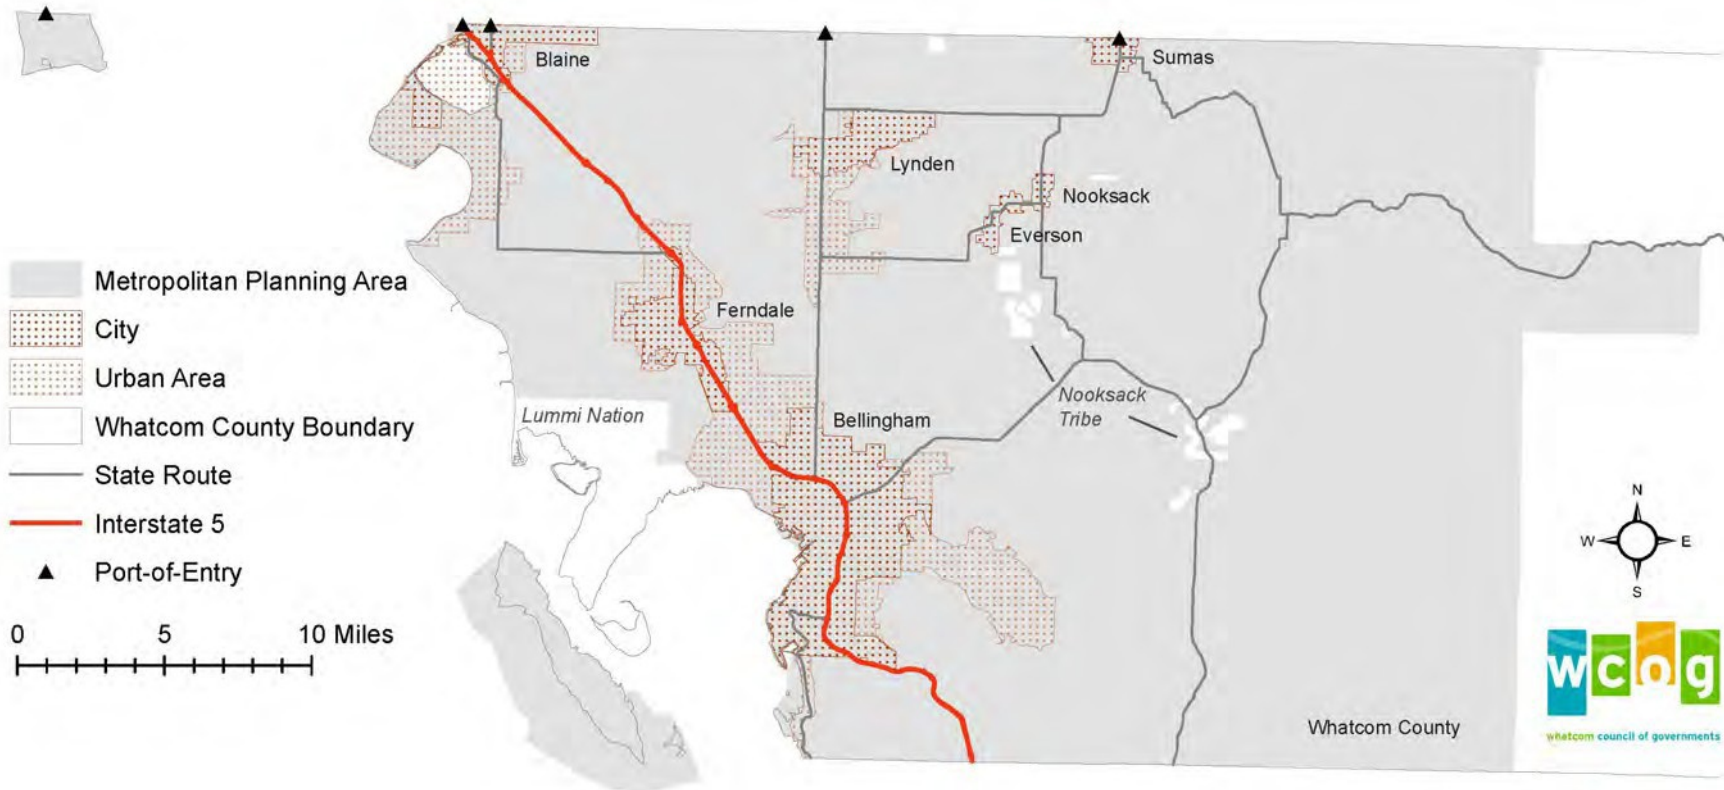 Blaine
Sumas
Lynden
Nooksack
Everson
Metropolitan Planning Area
City
Ferndale
Urban Area
Nooksack
Tribe
Lummi Nation
Bellingham
Whatcom County Boundary
State Route
Interstate 5
Port-of-Entry
0 5 10 Miles
N
W E
S
wcog
whatcom council of governments
Whatcom County